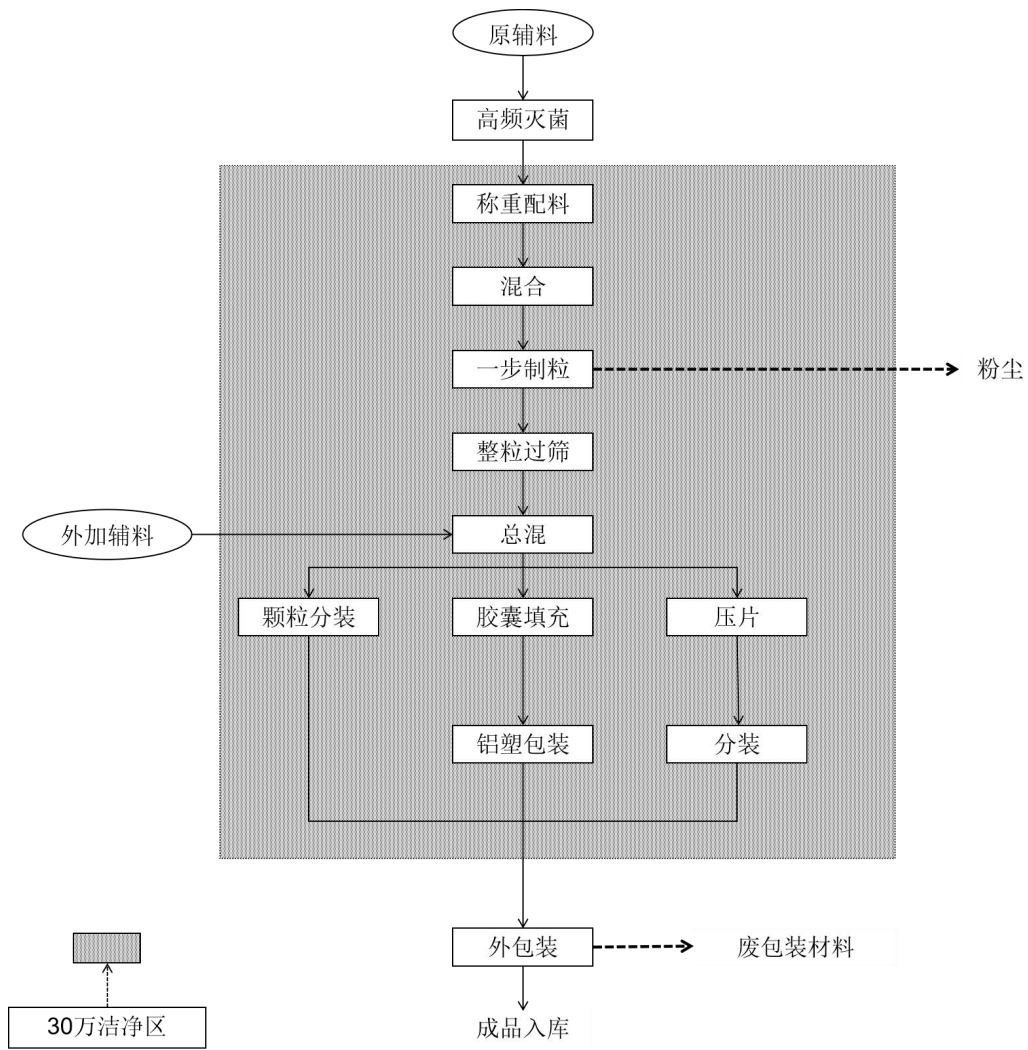 原辅料
高频灭菌
称重配料
混合
一步制粒
粉尘
整粒过筛
外加辅料
总混
颗粒分装
胶囊填充
压片
铝塑包装
分装
外包装
废包装材料
30万洁净区
成品入库